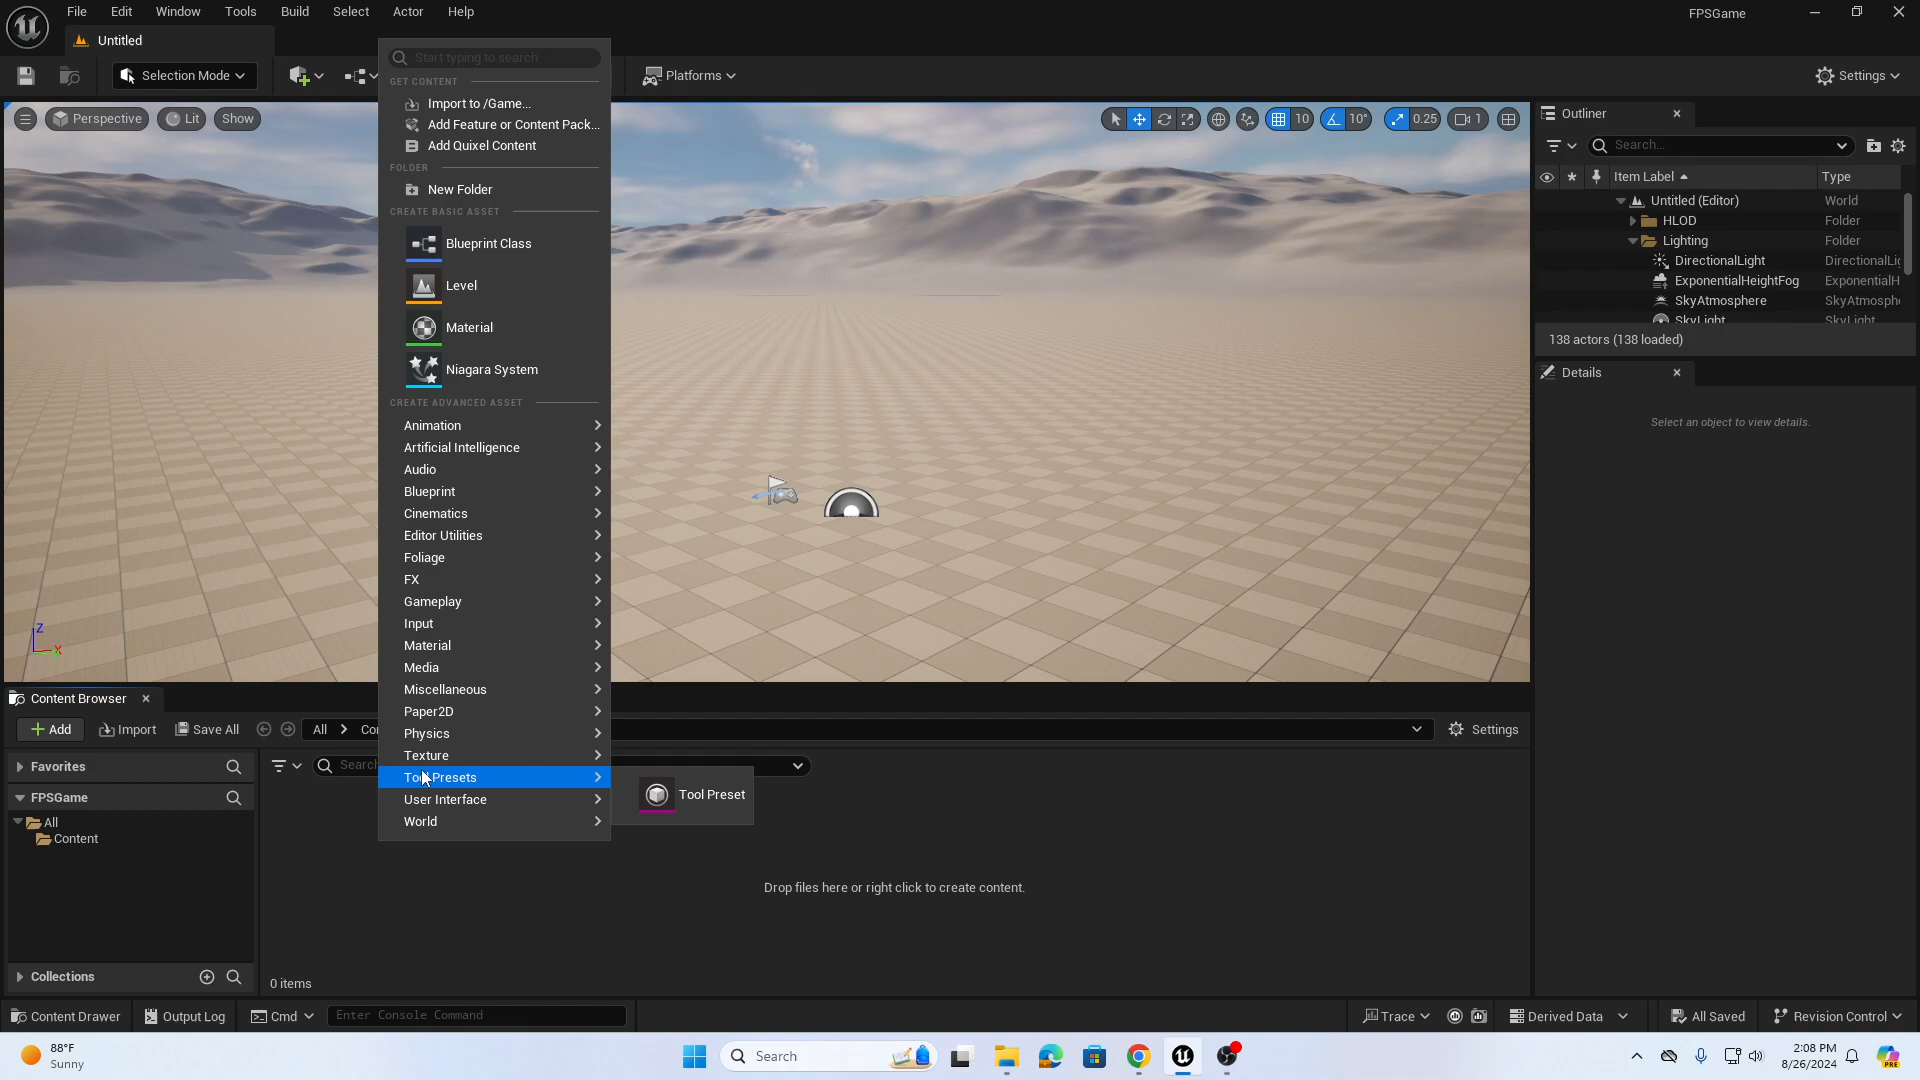 File Edit Window Tools Build Select Actor Help
FPSGame
Untitled
Selection Mode
Platforms
Settings
Perspective
Lit
Show
10
10°
0.25
1
Start typing to search
GET CONTENT
Import to /Game...
Add Feature or Content Pack...
Add Quixel Content
FOLDER
New Folder
CREATE BASIC ASSET
Blueprint Class
Level
Material
Niagara System
CREATE ADVANCED ASSET
Animation
Artificial Intelligence
Audio
Blueprint
Cinematics
Editor Utilities
Foliage
FX
Gameplay
Input
Material
Media
Miscellaneous
Paper2D
Physics
Texture
Tool Presets
User Interface
World
Tool Preset
Outliner
Search...
Item Label Type
Untitled (Editor) World
HLOD Folder
Lighting Folder
DirectionalLight DirectionalLi
ExponentialHeightFog ExponentialH
SkyAtmosphere SkyAtmosph
SkyLight SkyLight
138 actors (138 loaded)
Details
Select an object to view details.
Z
X
Content Browser
Add Import Save All All Settings
Favorites
FPSGame
All
Content
Collections
Search
Drop files here or right click to create content.
0 items
Content Drawer Output Log Cmd Enter Console Command Trace Derived Data All Saved Revision Control
88°F
Sunny
Search
2:08 PM
8/26/2024
PRE